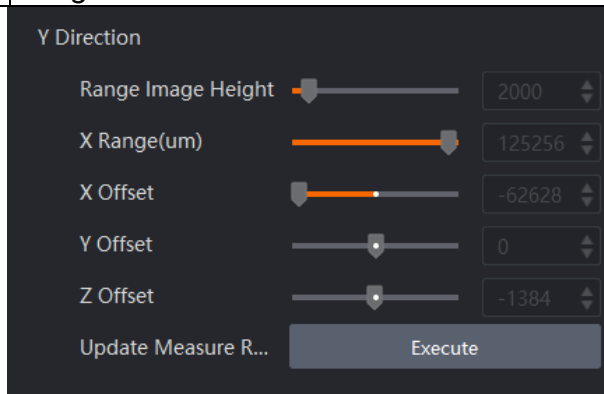 Y Direction
Range Image Height 2000
X Range(um) 125256
X Offset -62628
Y Offset 0
Z Offset -1384
Update Measure R... Execute